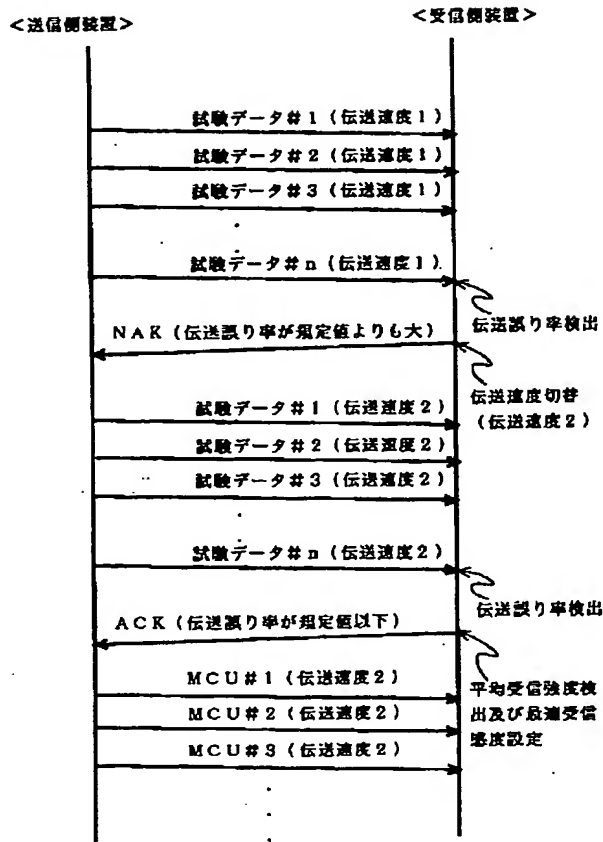 ＜送信側装置＞
＜受信側装置＞
試験データ＃１（伝送速度１）
試験データ＃２（伝送速度１）
試験データ＃３（伝送速度１）
試験データ＃ｎ（伝送速度１）
伝送誤り率検出
ＮＡＫ（伝送誤り率が規定値よりも大）
伝送速度切替
（伝送速度２）
試験データ＃１（伝送速度２）
試験データ＃２（伝送速度２）
試験データ＃３（伝送速度２）
試験データ＃ｎ（伝送速度２）
伝送誤り率検出
ＡＣＫ（伝送誤り率が規定値以下）
ＭＣＵ＃１（伝送速度２）
ＭＣＵ＃２（伝送速度２）
ＭＣＵ＃３（伝送速度２）
平均受信強度検
出及び最適受信
感度設定